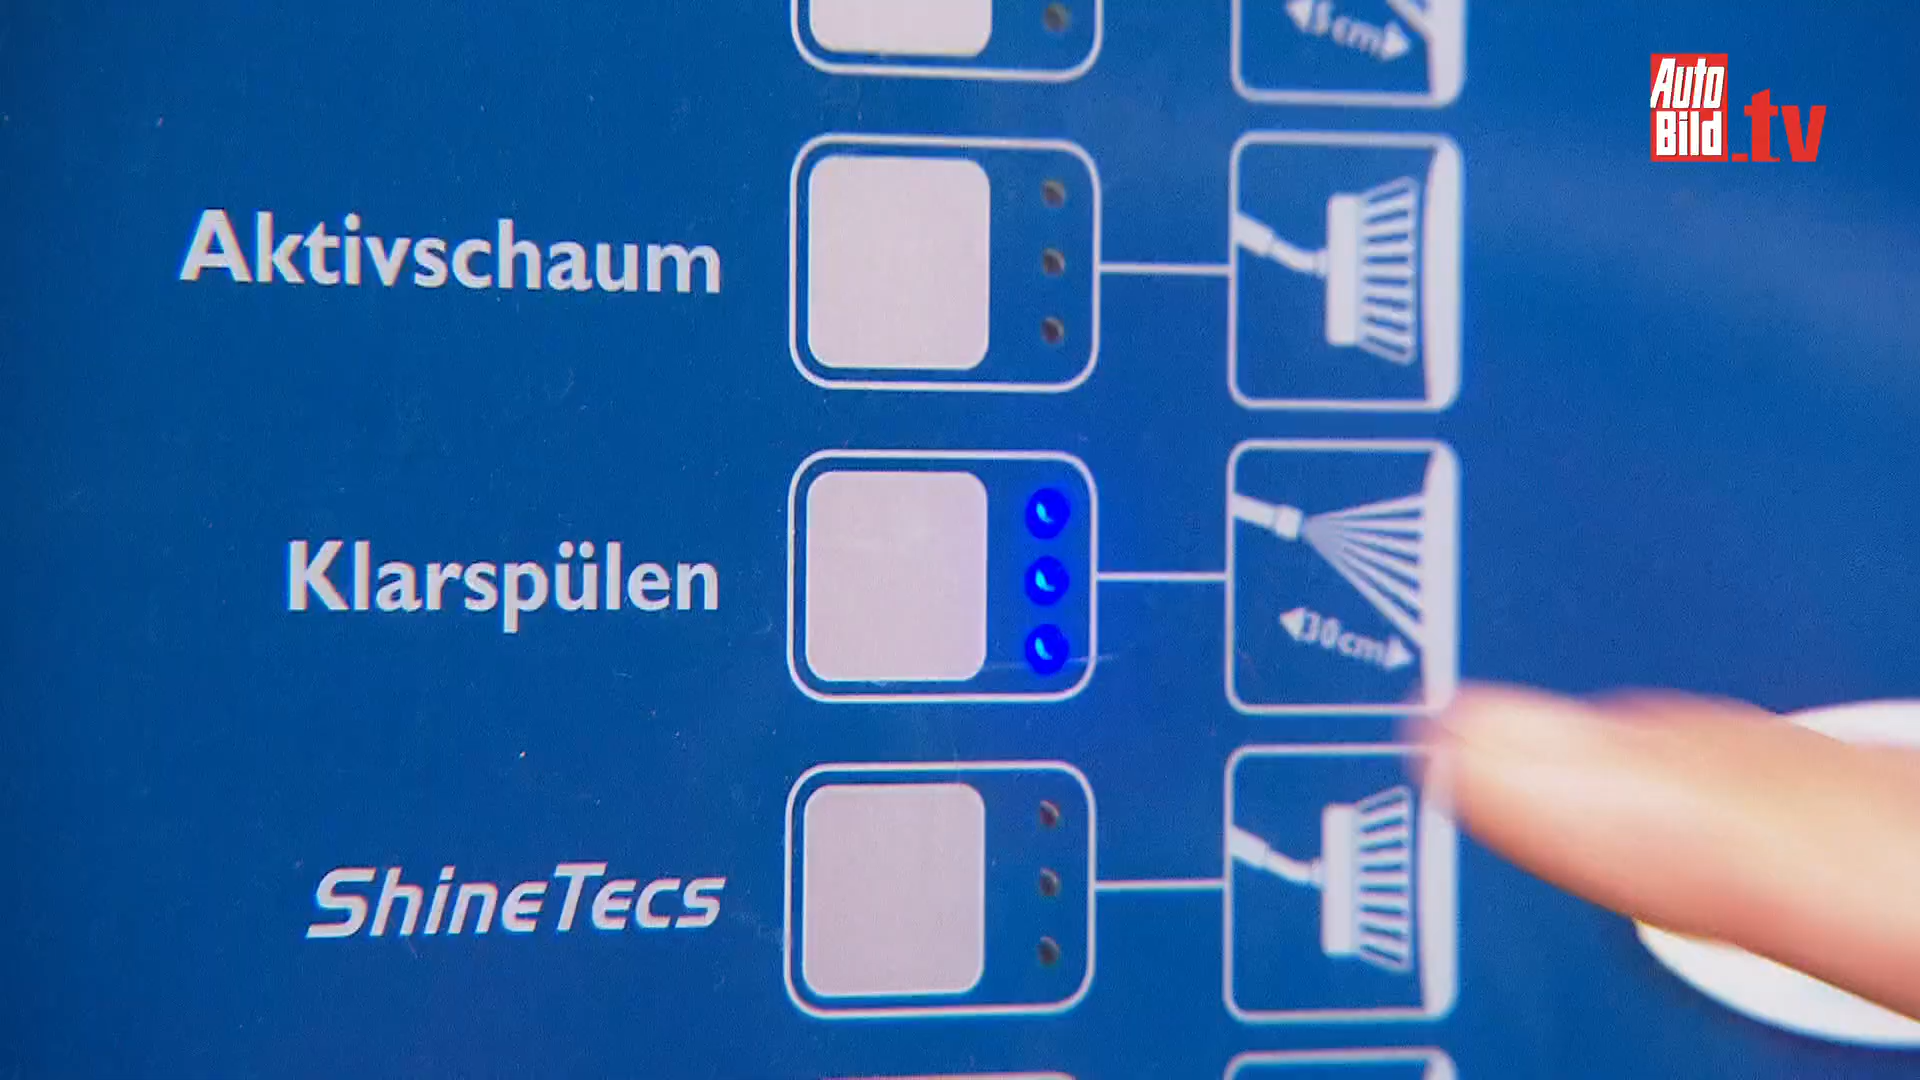 5cm
Auto
Bild.tv
Aktivschaum
Klarspülen
30cm
ShineTecs